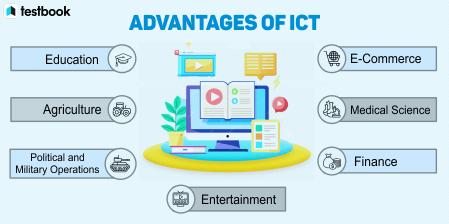 testbook
ADVANTAGES OF ICT
Education
E-Commerce
Agriculture
Medical Science
Political and
Military Operations
Finance
Entertainment